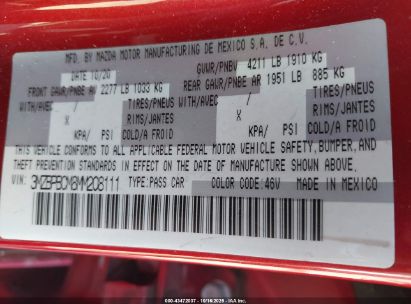 MFD. BY MAZDA MOTOR MANUFACTURING DE MEXICO S.A. DE C.V.
DATE 10/20 GVWR/PNBV 4211 LB 1910 KG
FRONT GAWR/PNBE AV 2277 LB 1033 KG REAR GAWR/PNBE AR 1951 LB 885 KG
WITH/AVEC / TIRES/PNEUS WITH/AVEC / TIRES/PNEUS
X RIMS/JANTES X RIMS/JANTES
KPA/ PSI COLD/A FROID KPA/ PSI COLD/A FROID
THIS VEHICLE CONFORMS TO ALL APPLICABLE FEDERAL MOTOR VEHICLE SAFETY, BUMPER, AND
THEFT PREVENTION STANDARDS IN EFFECT ON THE DATE OF MANUFACTURE SHOWN ABOVE.
VIN: 3MZBPBCM6MM208111 TYPE: PASS CAR COLOR CODE: 46V MADE IN MEXICO